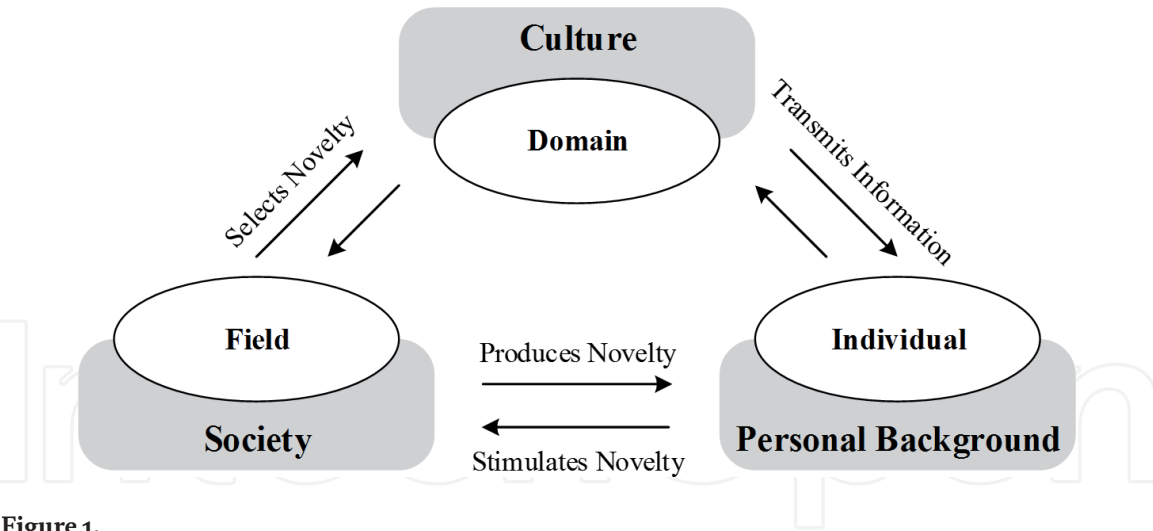 Culture
Domain
Selects Novelty
Transmits Information
Field
Individual
Produces Novelty
Society
Personal Background
Stimulates Novelty
Figure 1.